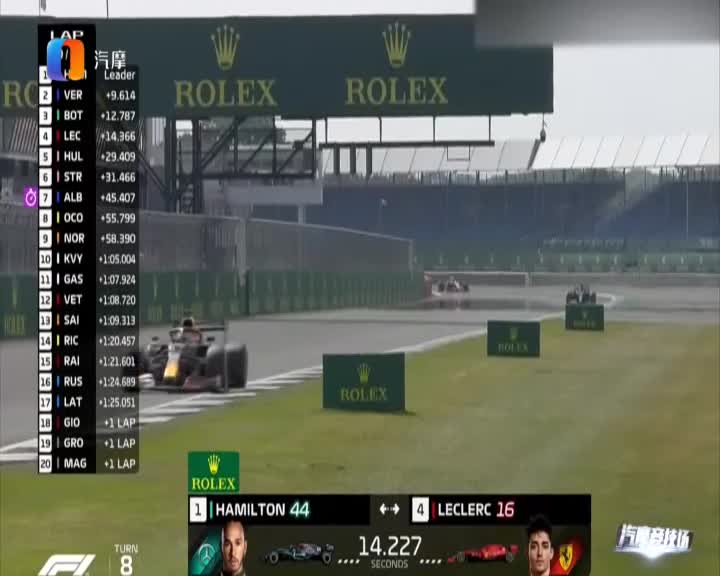 LAP
汽摩
Leader
2 VER +9.614
3 BOT +12.787
4 LEC +14.366
5 HUL +29.409
6 STR +31.466
7 ALB +45.407
8 OCO +55.799
9 NOR +58.390
10 KVY +1:05.004
11 GAS +1:07.924
12 VET +1:08.720
13 SAI +1:09.313
14 RIC +1:20.457
15 RAI +1:21.601
16 RUS +1:24.689
17 LAT +1:25.051
18 GIO +1 LAP
19 GRO +1 LAP
20 MAG +1 LAP
ROLEX
ROLEX
ROLEX
ROLEX
ROLEX
ROLEX
ROLEX
1 HAMILTON 44
4 LECLERC 16
14.227
SECONDS
F1
TURN
8
汽摩竞技场